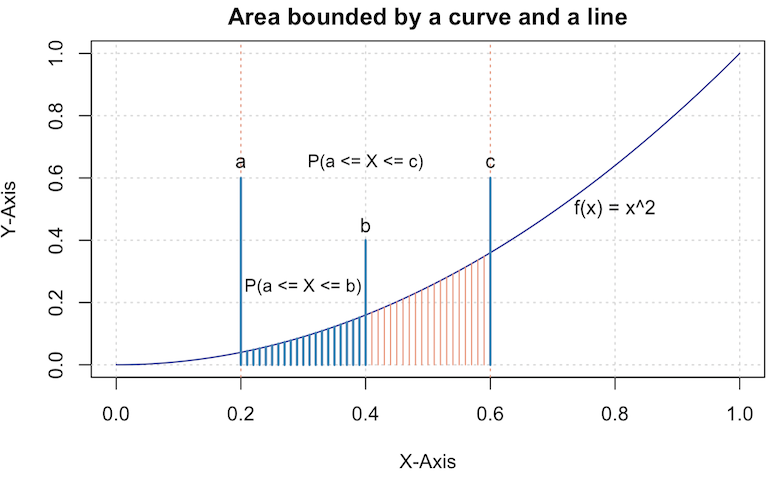 Area bounded by a curve and a line
Y-Axis
1.0
0.8
0.6
0.4
0.2
0.0
a
P(a <= X <= c)
c
f(x) = x^2
b
P(a <= X <= b)
0.0 0.2 0.4 0.6 0.8 1.0
X-Axis